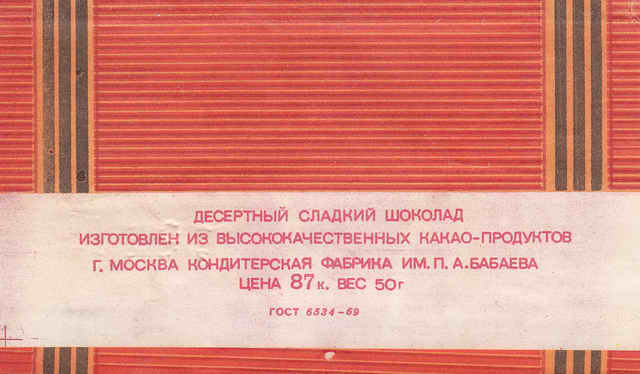 ДЕСЕРТНЫЙ СЛАДКИЙ ШОКОЛАД
ИЗГОТОВЛЕН ИЗ ВЫСОКОКАЧЕСТВЕННЫХ КАКАО-ПРОДУКТОВ
Г. МОСКВА КОНДИТЕРСКАЯ ФАБРИКА ИМ. П. А. БАБАЕВА
ЦЕНА 87 к. ВЕС 50 г
ГОСТ 6534-69